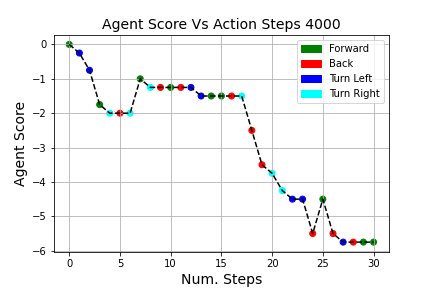 Agent Score Vs Action Steps 4000
Agent Score
0
−1
−2
−3
−4
−5
−6
Forward
Back
Turn Left
Turn Right
0 5 10 15 20 25 30
Num. Steps